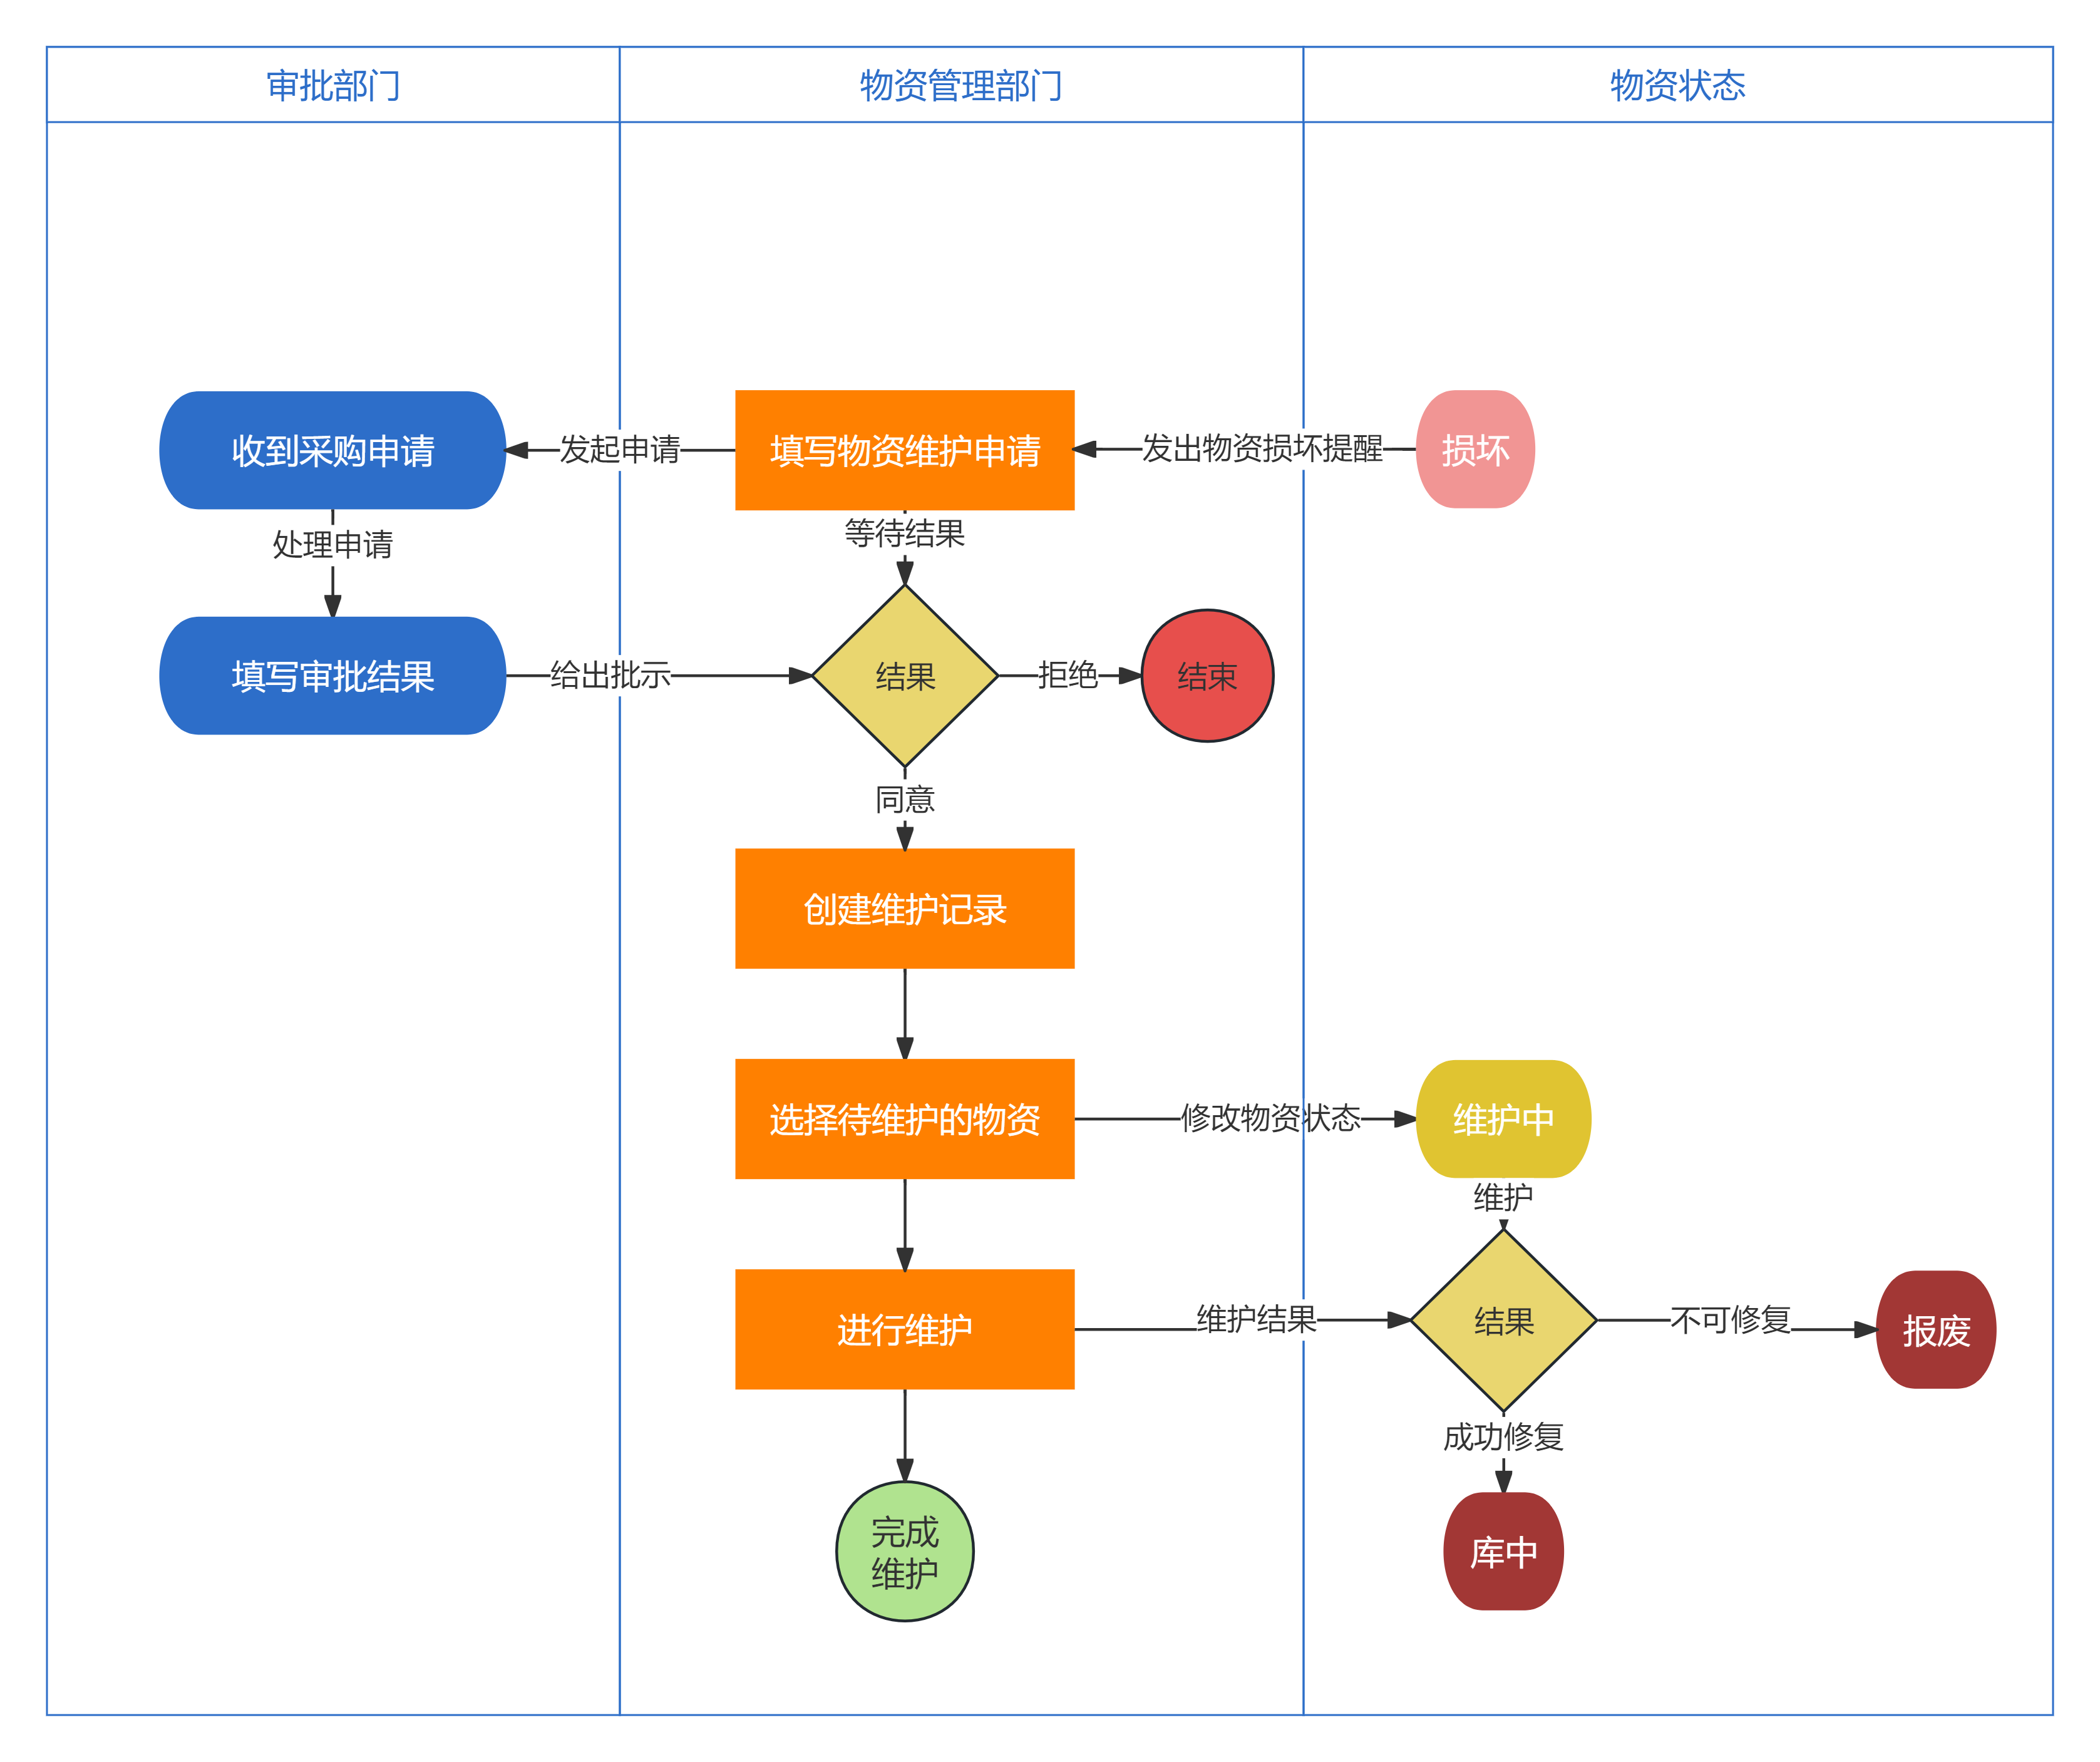 审批部门
物资管理部门
物资状态
收到采购申请
发起申请
填写物资维护申请
发出物资损坏提醒
损坏
处理申请
等待结果
填写审批结果
给出批示
结果
拒绝
结束
同意
创建维护记录
选择待维护的物资
修改物资状态
维护中
维护
进行维护
维护结果
结果
不可修复
报废
成功修复
完成
维护
库中